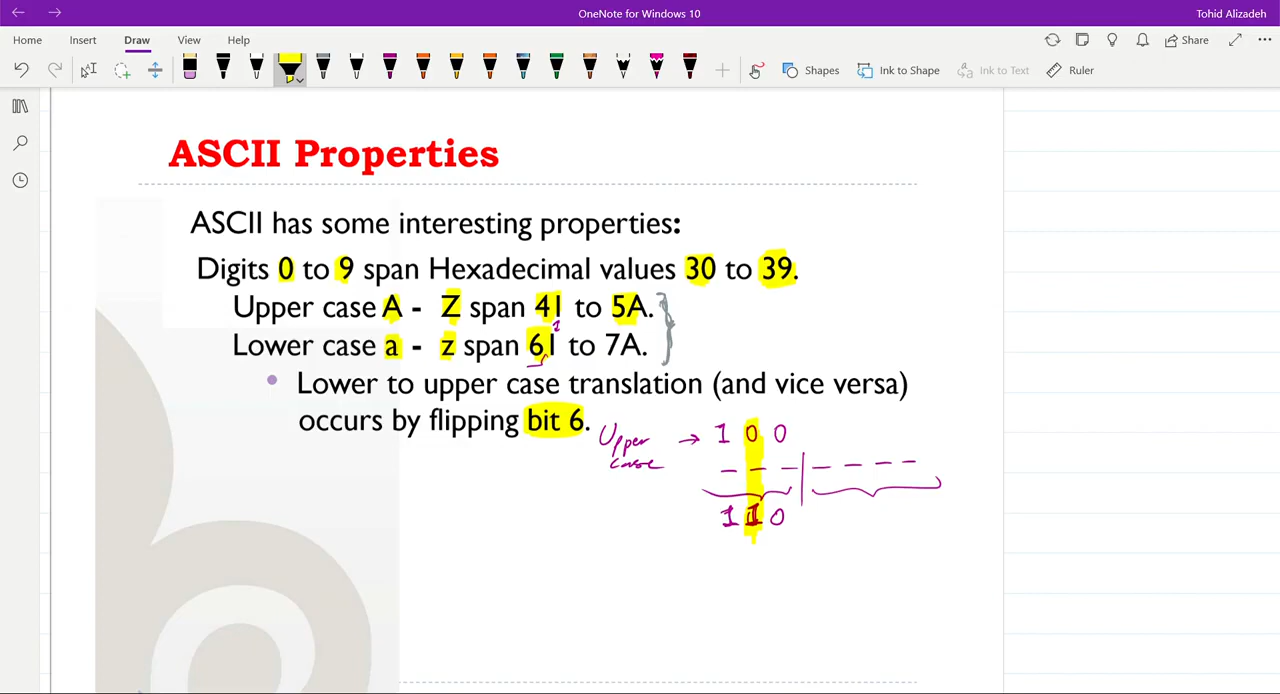 OneNote for Windows 10
Tohid Alizadeh
Home Insert Draw View Help
Share
Shapes Ink to Shape Ink to Text Ruler
ASCII Properties
ASCII has some interesting properties:
Digits 0 to 9 span Hexadecimal values 30 to 39.
Upper case A - Z span 41 to 5A.
Lower case a - z span 61 to 7A.
Lower to upper case translation (and vice versa)
occurs by flipping bit 6.
Upper case → 1 0 0
1 1 0